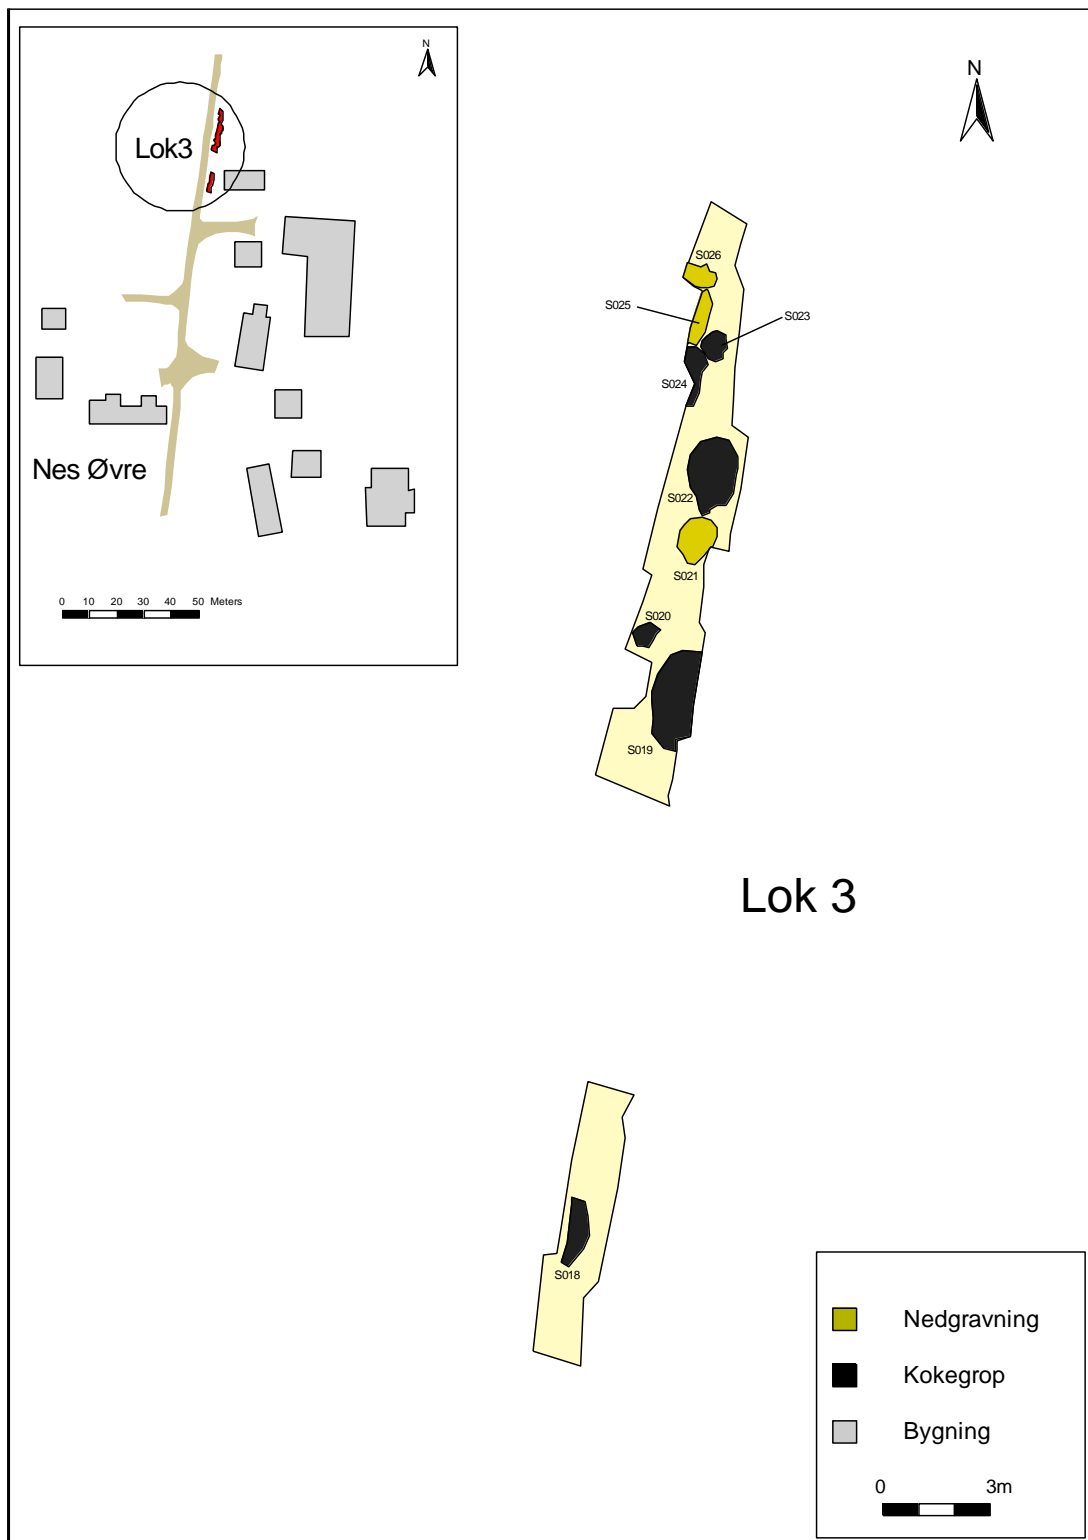 N
Lok3
Nes Øvre
0 10 20 30 40 50 Meters
N
S026
S025
S023
S024
S022
S021
S020
S019
Lok 3
S018
Nedgravning
Kokegrop
Bygning
0 3m